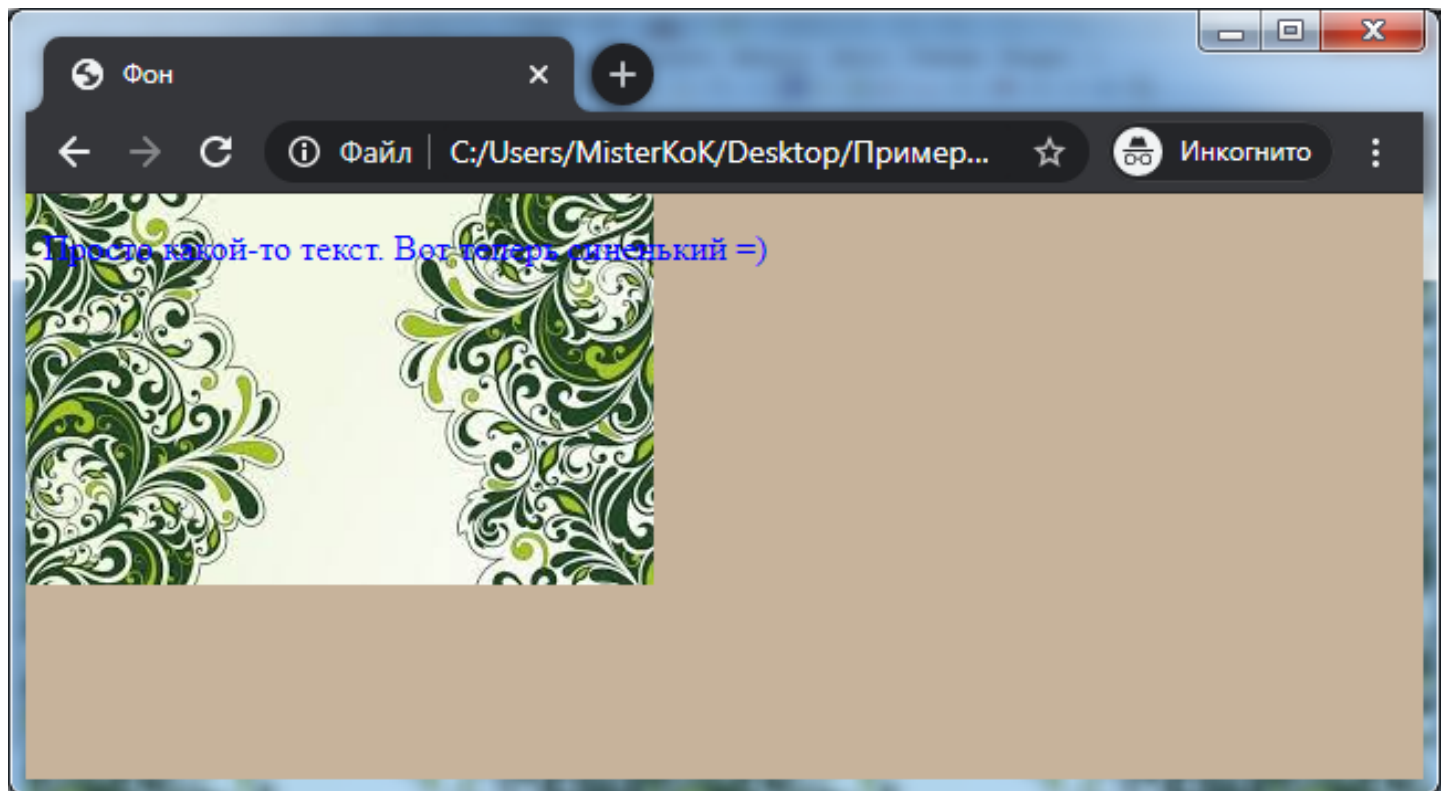 Фон
Файл C:/Users/MisterKoK/Desktop/Пример... Инкогнито
Просто какой-то текст. Вот теперь синенький =)